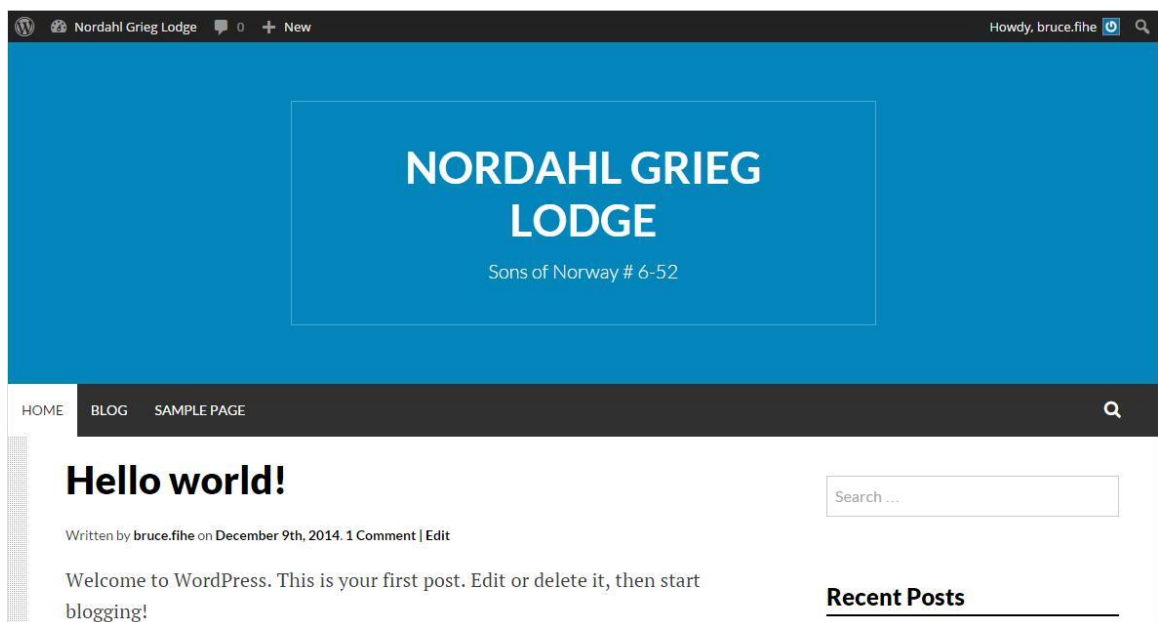 Nordahl Grieg Lodge 0 + New Howdy, bruce.fihe
NORDAHL GRIEG
LODGE
Sons of Norway # 6-52
HOME BLOG SAMPLE PAGE
Hello world!
Search ...
Written by bruce.fihe on December 9th, 2014. 1 Comment | Edit
Welcome to WordPress. This is your first post. Edit or delete it, then start
blogging!
Recent Posts